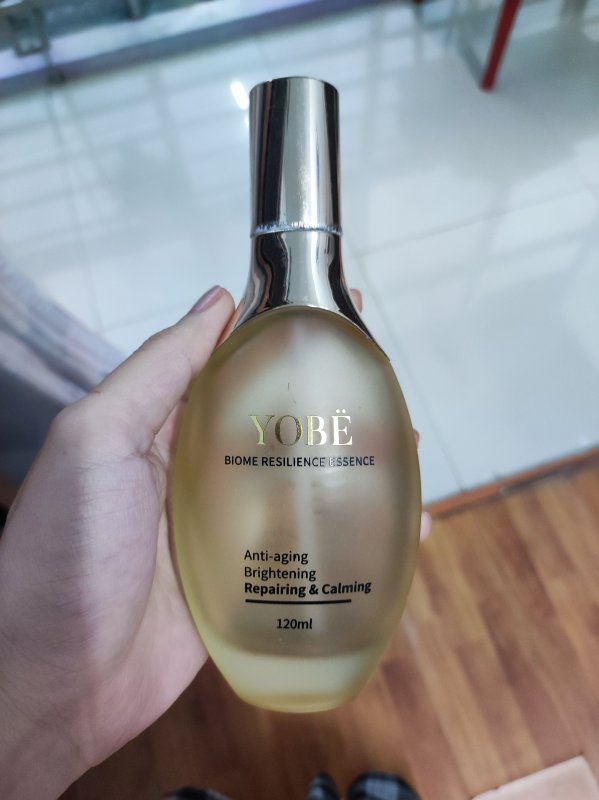 YOBË
BIOME RESILIENCE ESSENCE
Anti-aging
Brightening
Repairing & Calming
120ml